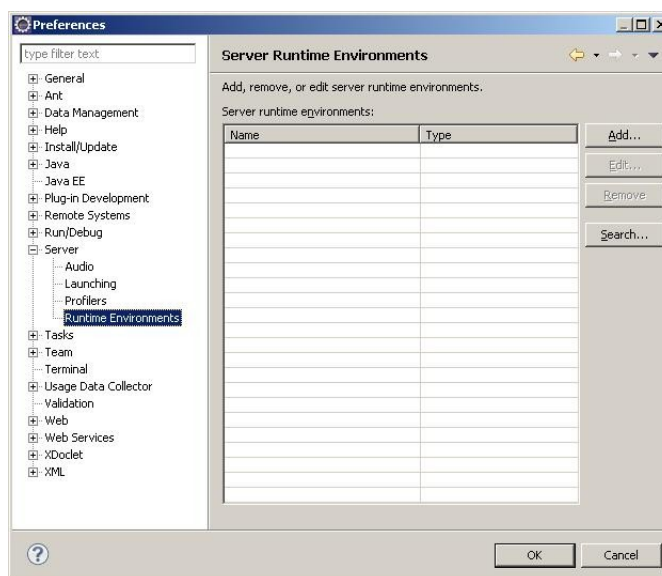 Preferences
type filter text
General
Ant
Data Management
Help
Install/Update
Java
Java EE
Plug-in Development
Remote Systems
Run/Debug
Server
Audio
Launching
Profilers
Runtime Environments
Tasks
Team
Terminal
Usage Data Collector
Validation
Web
Web Services
XDoclet
XML
Server Runtime Environments
Add, remove, or edit server runtime environments.
Server runtime environments:
Name Type
Add...
Edit...
Remove
Search...
OK Cancel